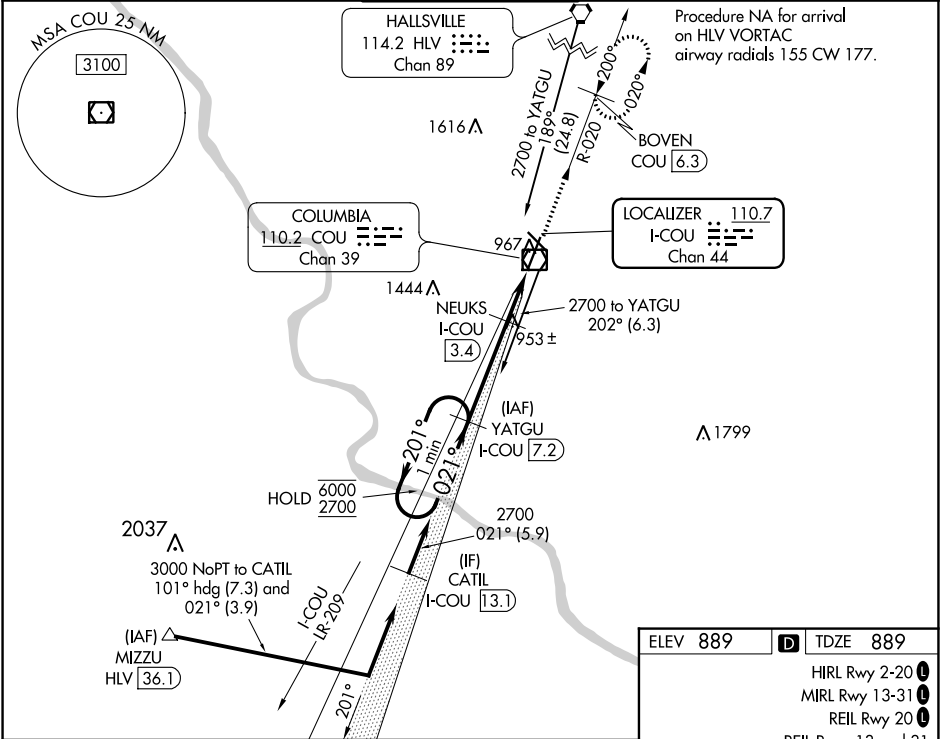 MSA COU 25 NM
3100
HALLSVILLE
114.2 HLV
Chan 89
Procedure NA for arrival
on HLV VORTAC
airway radials 155 CW 177.
1616
2700 to YATGU
189°
(24.8)
200°
020°
R-020
BOVEN
COU 6.3
COLUMBIA
110.2 COU
Chan 39
967
LOCALIZER 110.7
I-COU
Chan 44
1444
NEUKS
I-COU
3.4
2700 to YATGU
202° (6.3)
953 ±
(IAF)
YATGU
I-COU 7.2
1799
201°
1 min
021°
HOLD 6000
2700
2700
021° (5.9)
2037
3000 NoPT to CATIL
101° hdg (7.3) and
021° (3.9)
(IF)
CATIL
I-COU 13.1
I-COU
LR-209
(IAF)
MIZZU
HLV 36.1
201°
ELEV 889 D TDZE 889
HIRL Rwy 2-20 L
MIRL Rwy 13-31 L
REIL Rwy 20 L